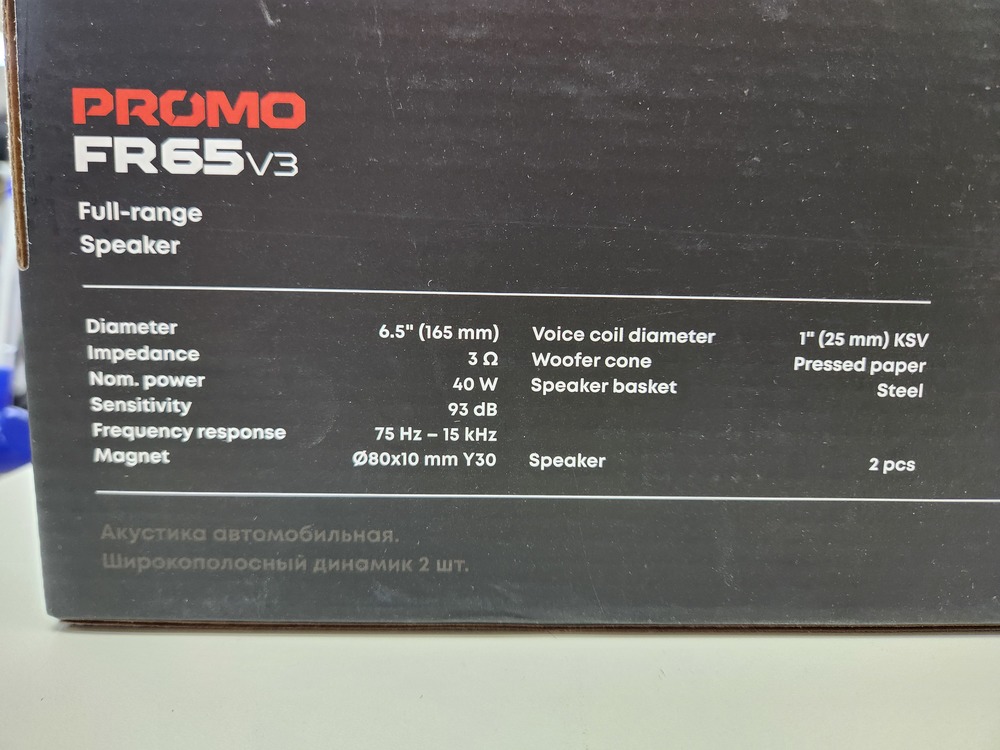 PROMO
FR65V3
Full-range
Speaker
Diameter 6.5" (165 mm)
Impedance 3 Ω
Nom. power 40 W
Sensitivity 93 dB
Frequency response 75 Hz – 15 kHz
Magnet Ø80x10 mm Y30
Voice coil diameter 1" (25 mm) KSV
Woofer cone Pressed paper
Speaker basket Steel
Speaker 2 pcs
Акустика автомобильная.
Широкополосный динамик 2 шт.